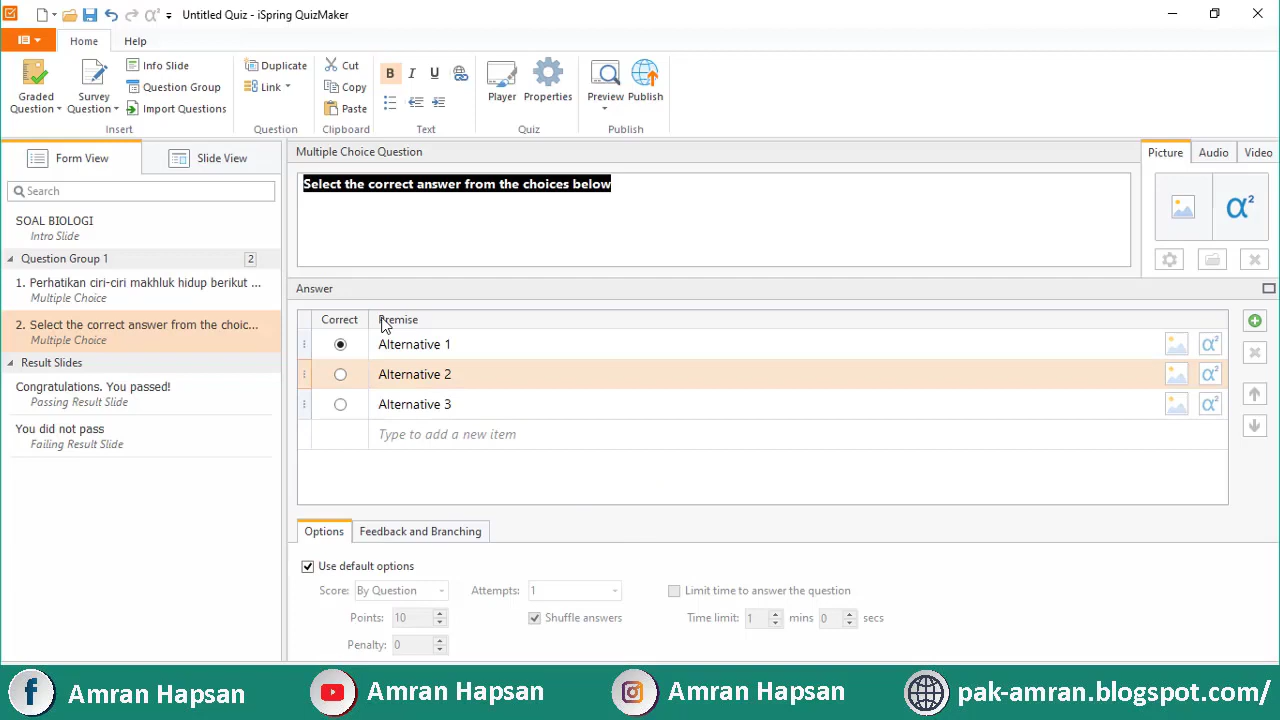 Untitled Quiz - iSpring QuizMaker
Home
Help
Graded Question
Survey Question
Info Slide
Question Group
Import Questions
Insert
Duplicate
Link
Question
Cut
Copy
Paste
Clipboard
B I U
Text
Player
Properties
Quiz
Preview
Publish
Publish
Form View
Slide View
Search
SOAL BIOLOGI
Intro Slide
Question Group 1
2
1. Perhatikan ciri-ciri makhluk hidup berikut ...
Multiple Choice
2. Select the correct answer from the choic...
Multiple Choice
Result Slides
Congratulations. You passed!
Passing Result Slide
You did not pass
Failing Result Slide
Multiple Choice Question
Select the correct answer from the choices below
Picture
Audio
Video
α²
Answer
Correct
Premise
Alternative 1
α²
Alternative 2
α²
Alternative 3
α²
Type to add a new item
Options
Feedback and Branching
Use default options
Score: By Question
Attempts: 1
Limit time to answer the question
Points: 10
Shuffle answers
Time limit: 1 mins 0 secs
Penalty: 0
Amran Hapsan
Amran Hapsan
Amran Hapsan
pak-amran.blogspot.com/